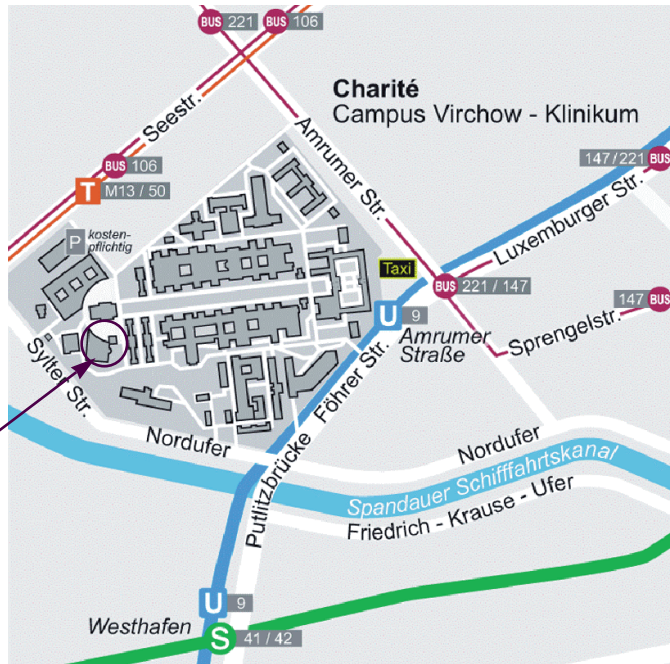 BUS 221
BUS 106
Charité
Campus Virchow - Klinikum
Seestr.
Amrumer Str.
BUS 106
T M13 / 50
147/221 BUS
Luxemburger Str.
P kosten-
pflichtig
Taxi
BUS 221 / 147
147 BUS
U 9
Amrumer
Straße
Sprengelstr.
Sylter Str.
Föhrer Str.
Nordufer
Nordufer
Putlitzbrücke
Spandauer Schifffahrtskanal
Friedrich - Krause - Ufer
U 9
Westhafen
S 41 / 42